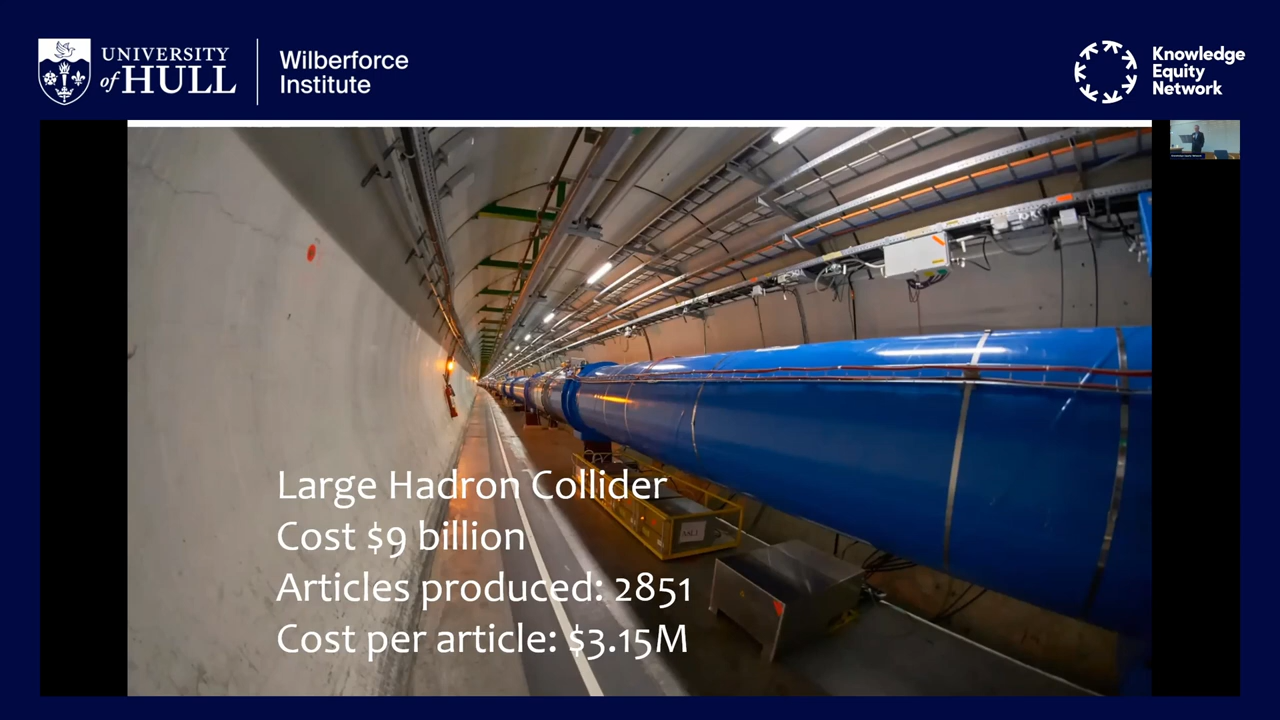 UNIVERSITY
of HULL
Wilberforce
Institute
Knowledge
Equity
Network
Large Hadron Collider
Cost $9 billion
Articles produced: 2851
Cost per article: $3.15M